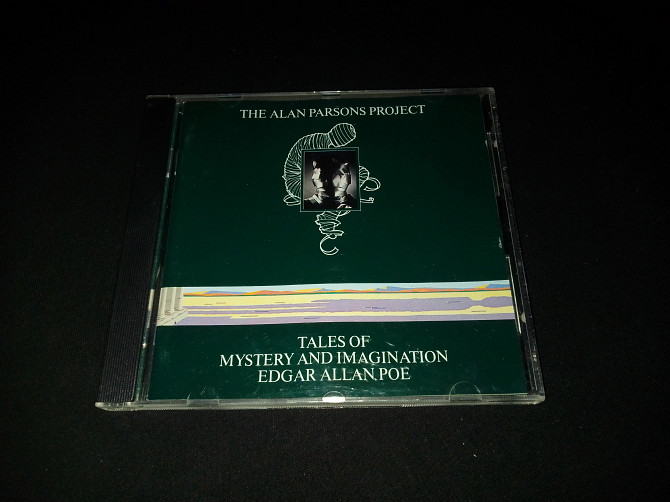 THE ALAN PARSONS PROJECT
TALES OF
MYSTERY AND IMAGINATION
EDGAR ALLAN POE